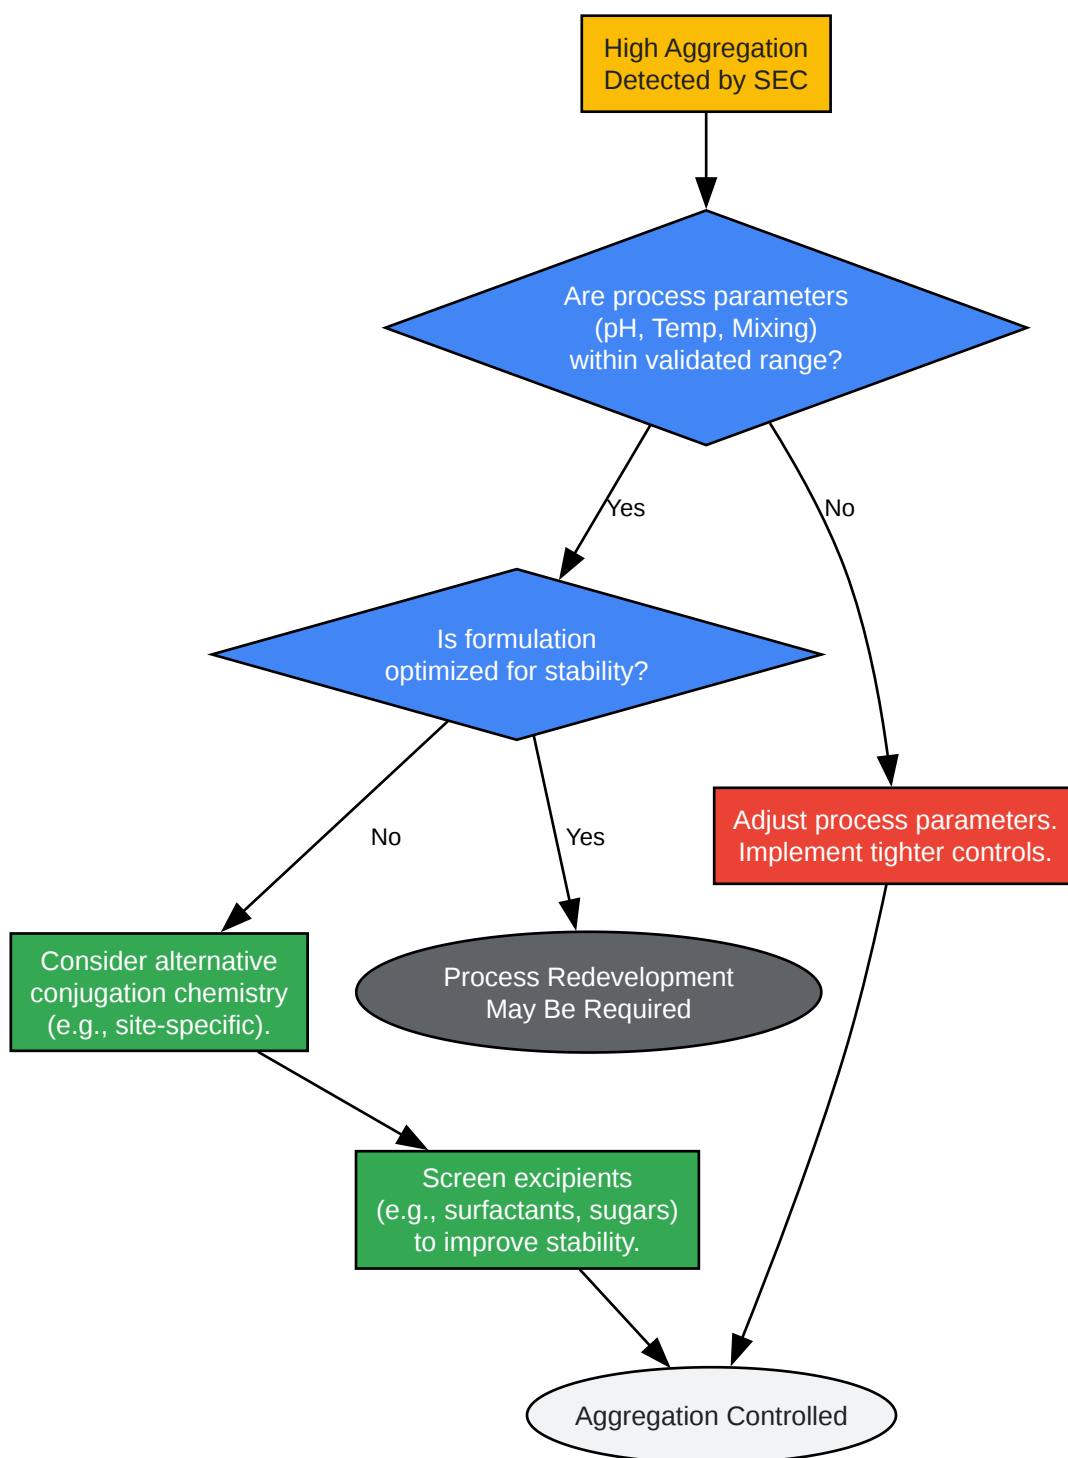 High Aggregation
Detected by SEC
Are process parameters
(pH, Temp, Mixing)
within validated range?
Yes
No
Is formulation
optimized for stability?
No
Yes
Adjust process parameters.
Implement tighter controls.
Consider alternative
conjugation chemistry
(e.g., site-specific).
Process Redevelopment
May Be Required
Screen excipients
(e.g., surfactants, sugars)
to improve stability.
Aggregation Controlled